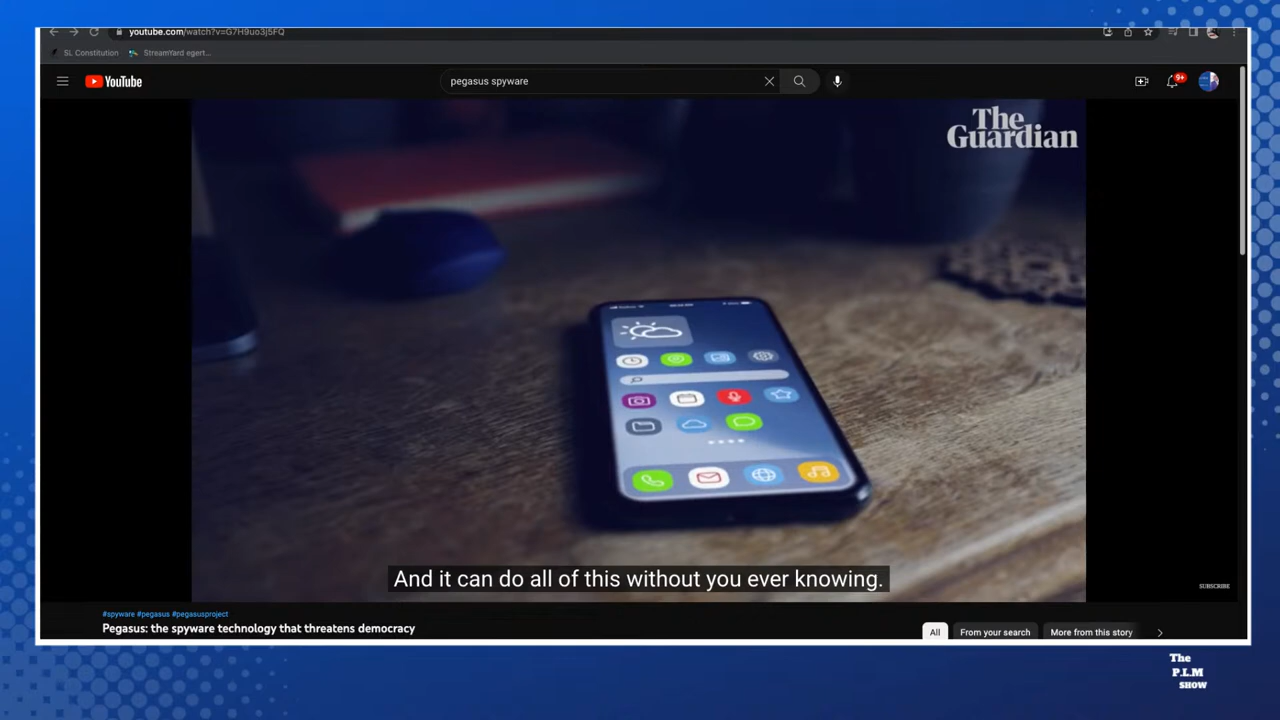 youtube.com/watch?v=G7H9uo3j5FQ
SL Constitution
StreamYard egert...
YouTube
pegasus spyware
9+
The
Guardian
And it can do all of this without you ever knowing.
SUBSCRIBE
#spyware #pegasus #pegasusproject
Pegasus: the spyware technology that threatens democracy
All
From your search
More from this story
The
P.L.M
SHOW